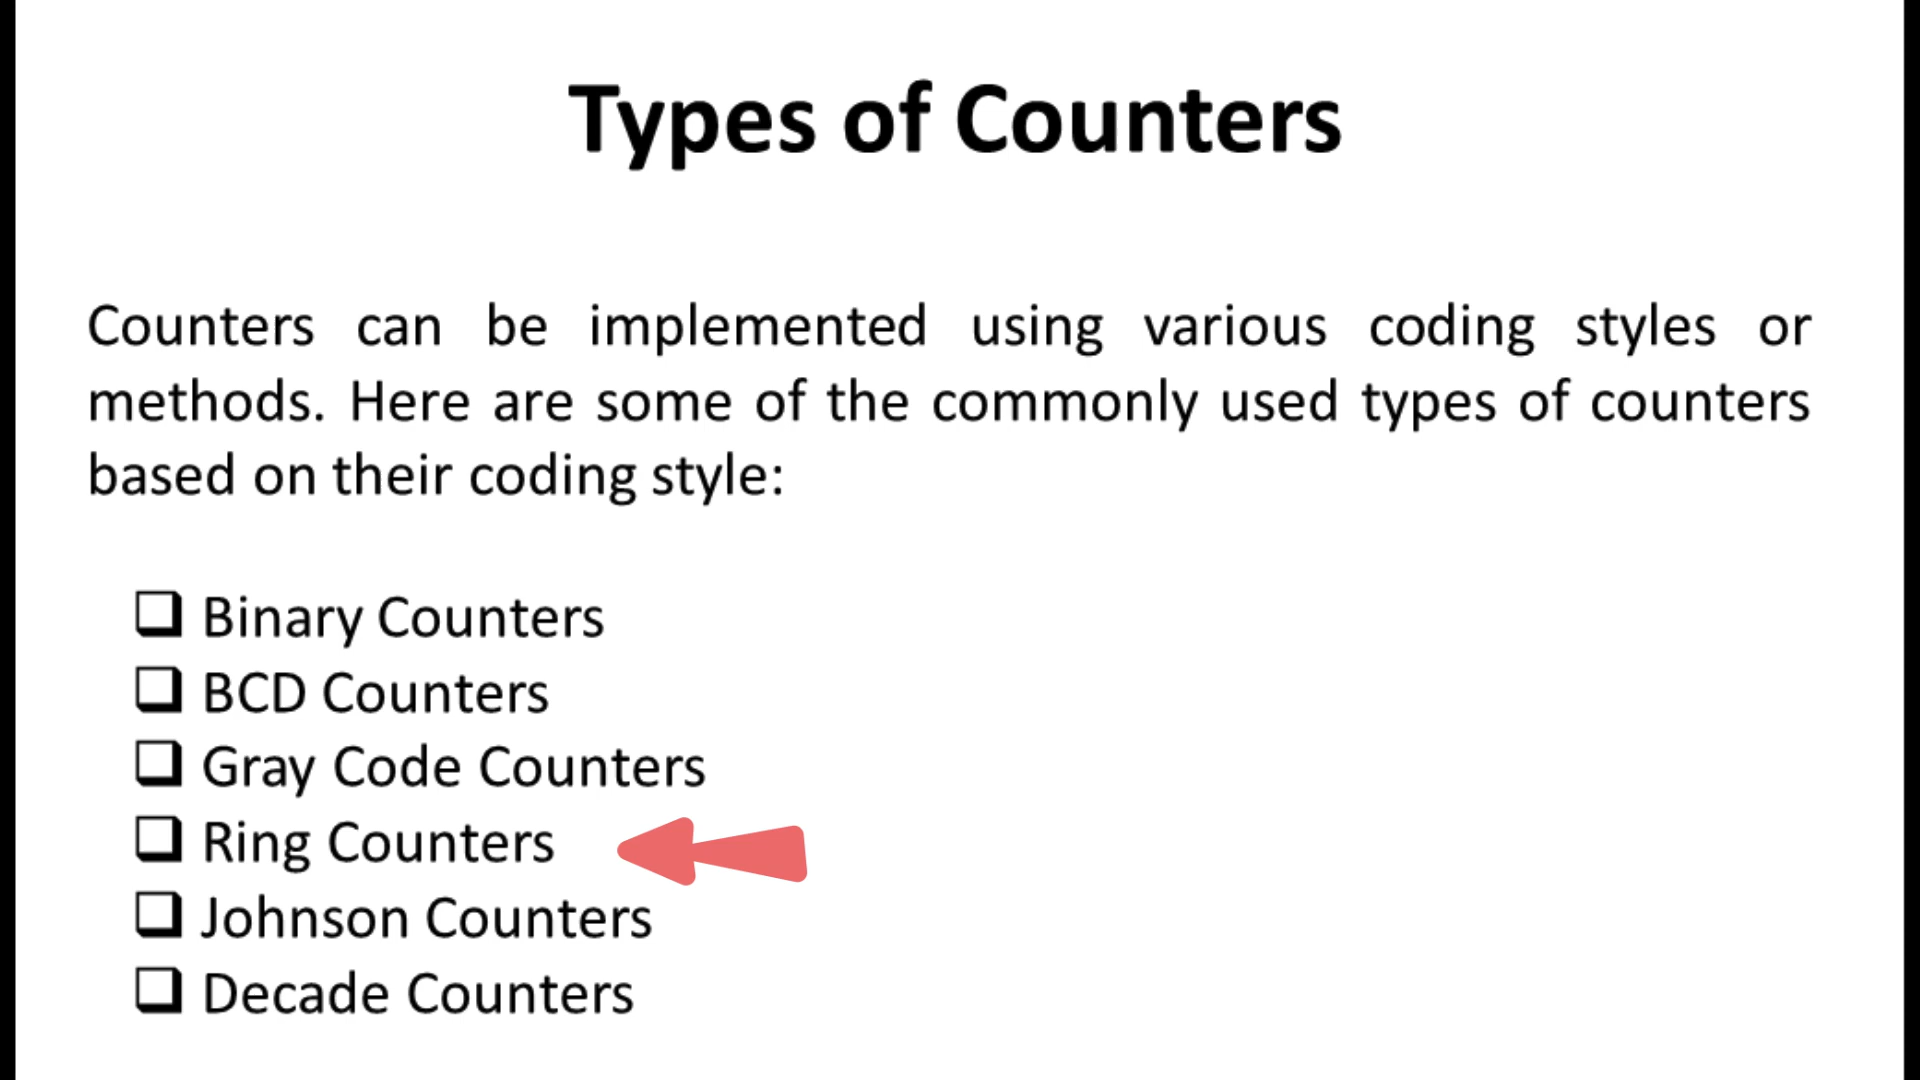 Types of Counters
Counters can be implemented using various coding styles or
methods. Here are some of the commonly used types of counters
based on their coding style:
Binary Counters
BCD Counters
Gray Code Counters
Ring Counters
Johnson Counters
Decade Counters